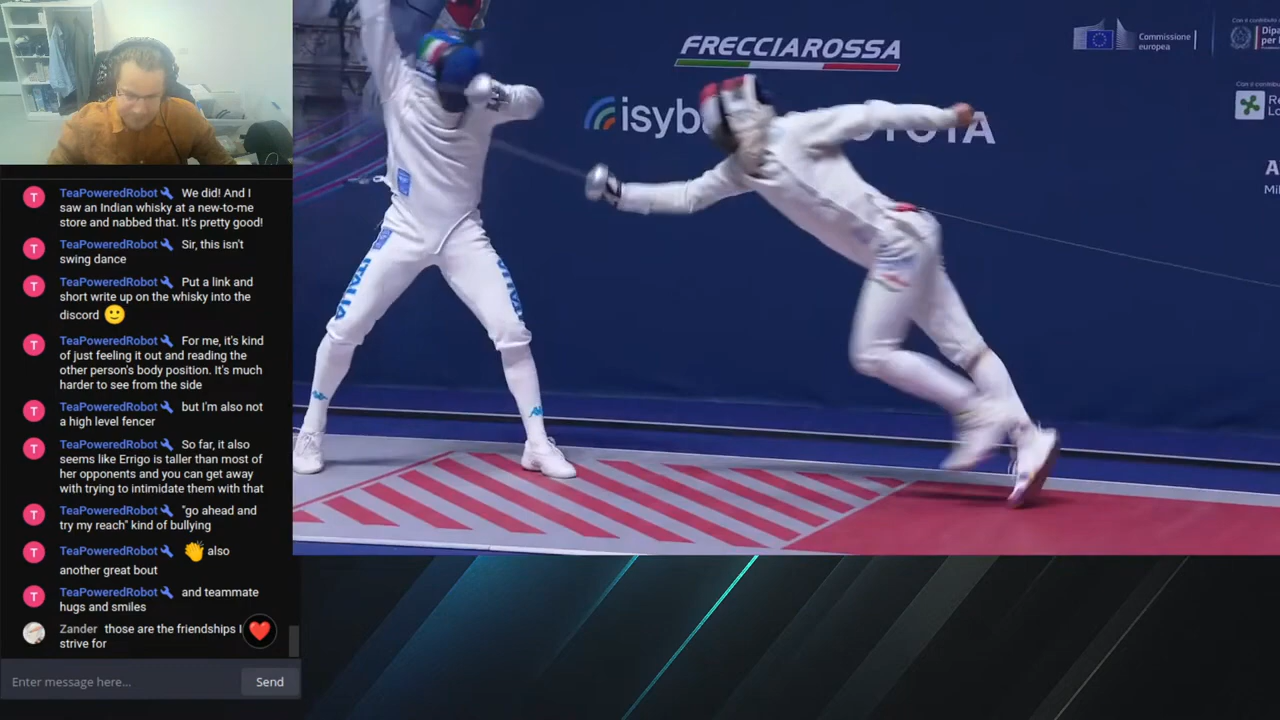 TeaPoweredRobot We did! And I
saw an Indian whisky at a new-to-me
store and nabbed that. It's pretty good!
TeaPoweredRobot Sir, this isn't
swing dance
TeaPoweredRobot Put a link and
short write up on the whisky into the
discord 🙂
TeaPoweredRobot For me, it's kind
of just feeling it out and reading the
other person's body position. It's much
harder to see from the side
TeaPoweredRobot but I'm also not
a high level fencer
TeaPoweredRobot So far, it also
seems like Errigo is taller than most of
her opponents and you can get away
with trying to intimidate them with that
TeaPoweredRobot "go ahead and
try my reach" kind of bullying
TeaPoweredRobot 👏 also
another great bout
TeaPoweredRobot and teammate
hugs and smiles
Zander those are the friendships I
strive for
Enter message here...
Send
FRECCIAROSSA
isyb
TOYOTA
Commissione
europea
ITALIA
ITALIA